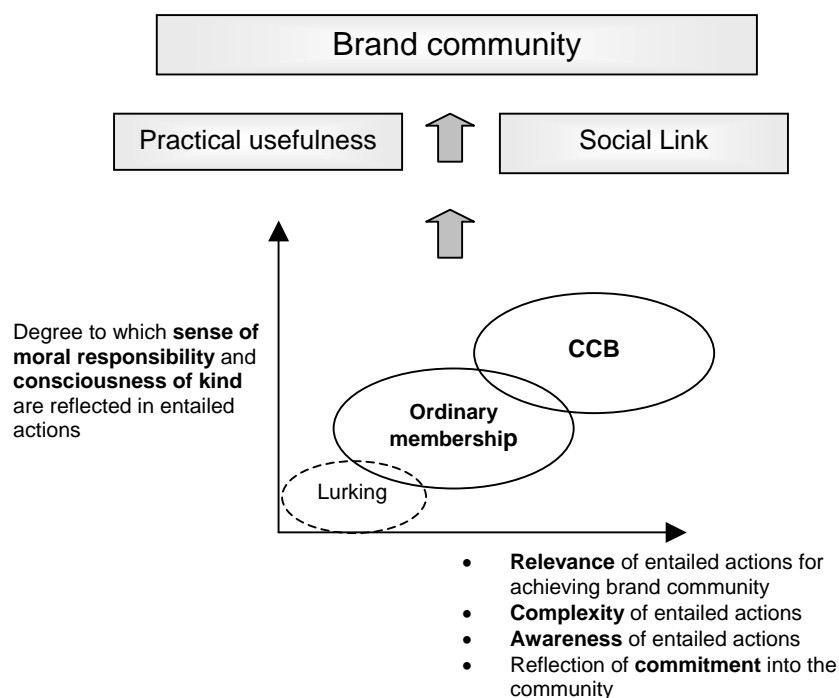 Brand community
Practical usefulness
Social Link
Degree to which sense of
moral responsibility and
consciousness of kind
are reflected in entailed
actions
CCB
Ordinary
membership
Lurking
• Relevance of entailed actions for
achieving brand community
• Complexity of entailed actions
• Awareness of entailed actions
• Reflection of commitment into the
community